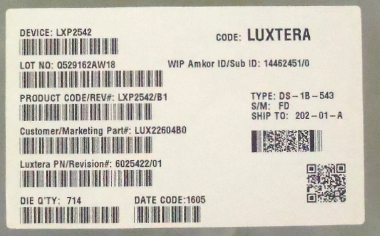 DEVICE: LXP2542
CODE: LUXTERA
LOT NO: Q529162AW18
WIP Amkor ID/Sub ID: 14462451/0
PRODUCT CODE/REV#: LXP2542/B1
TYPE: DS-1B-543
S/M: FD
SHIP TO: 202-01-A
Customer/Marketing Part#: LUX22604B0
Luxtera PN/Revision#: 6025422/01
DIE Q'TY: 714
DATE CODE:1605